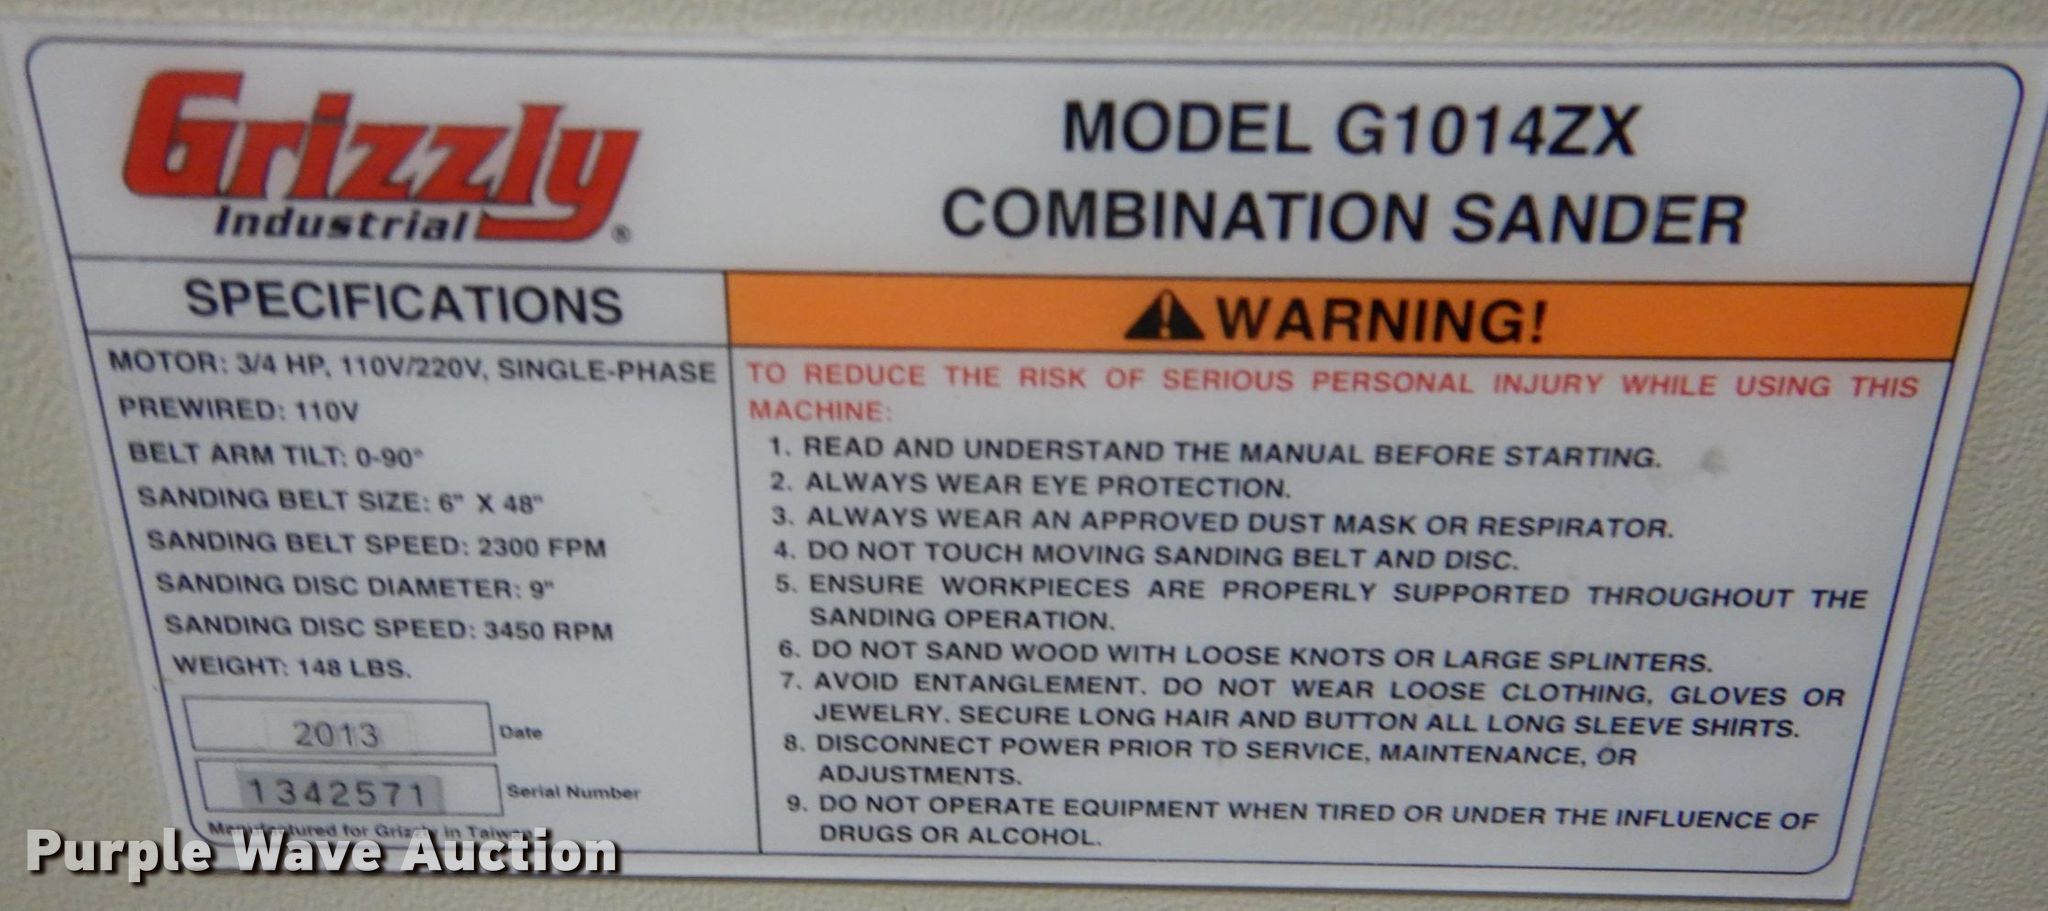 Grizzly
Industrial ®
MODEL G1014ZX
COMBINATION SANDER
SPECIFICATIONS
MOTOR: 3/4 HP, 110V/220V, SINGLE-PHASE
PREWIRED: 110V
BELT ARM TILT: 0-90°
SANDING BELT SIZE: 6" X 48"
SANDING BELT SPEED: 2300 FPM
SANDING DISC DIAMETER: 9"
SANDING DISC SPEED: 3450 RPM
WEIGHT: 148 LBS.
2013 Date
1342571 Serial Number
Manufactured for Grizzly in Taiwan
WARNING!
TO REDUCE THE RISK OF SERIOUS PERSONAL INJURY WHILE USING THIS
MACHINE:
1. READ AND UNDERSTAND THE MANUAL BEFORE STARTING.
2. ALWAYS WEAR EYE PROTECTION.
3. ALWAYS WEAR AN APPROVED DUST MASK OR RESPIRATOR.
4. DO NOT TOUCH MOVING SANDING BELT AND DISC.
5. ENSURE WORKPIECES ARE PROPERLY SUPPORTED THROUGHOUT THE
SANDING OPERATION.
6. DO NOT SAND WOOD WITH LOOSE KNOTS OR LARGE SPLINTERS.
7. AVOID ENTANGLEMENT. DO NOT WEAR LOOSE CLOTHING, GLOVES OR
JEWELRY. SECURE LONG HAIR AND BUTTON ALL LONG SLEEVE SHIRTS.
8. DISCONNECT POWER PRIOR TO SERVICE, MAINTENANCE, OR
ADJUSTMENTS.
9. DO NOT OPERATE EQUIPMENT WHEN TIRED OR UNDER THE INFLUENCE OF
DRUGS OR ALCOHOL.
Purple Wave Auction